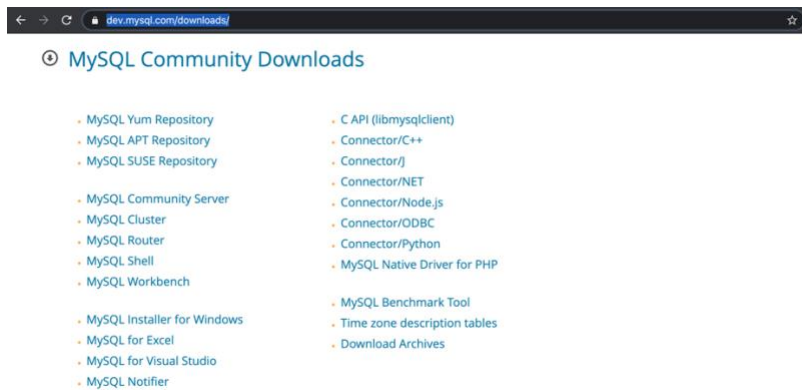 dev.mysql.com/downloads/
MySQL Community Downloads
MySQL Yum Repository
MySQL APT Repository
MySQL SUSE Repository
MySQL Community Server
MySQL Cluster
MySQL Router
MySQL Shell
MySQL Workbench
MySQL Installer for Windows
MySQL for Excel
MySQL for Visual Studio
MySQL Notifier
C API (libmysqlclient)
Connector/C++
Connector/J
Connector/NET
Connector/Node.js
Connector/ODBC
Connector/Python
MySQL Native Driver for PHP
MySQL Benchmark Tool
Time zone description tables
Download Archives